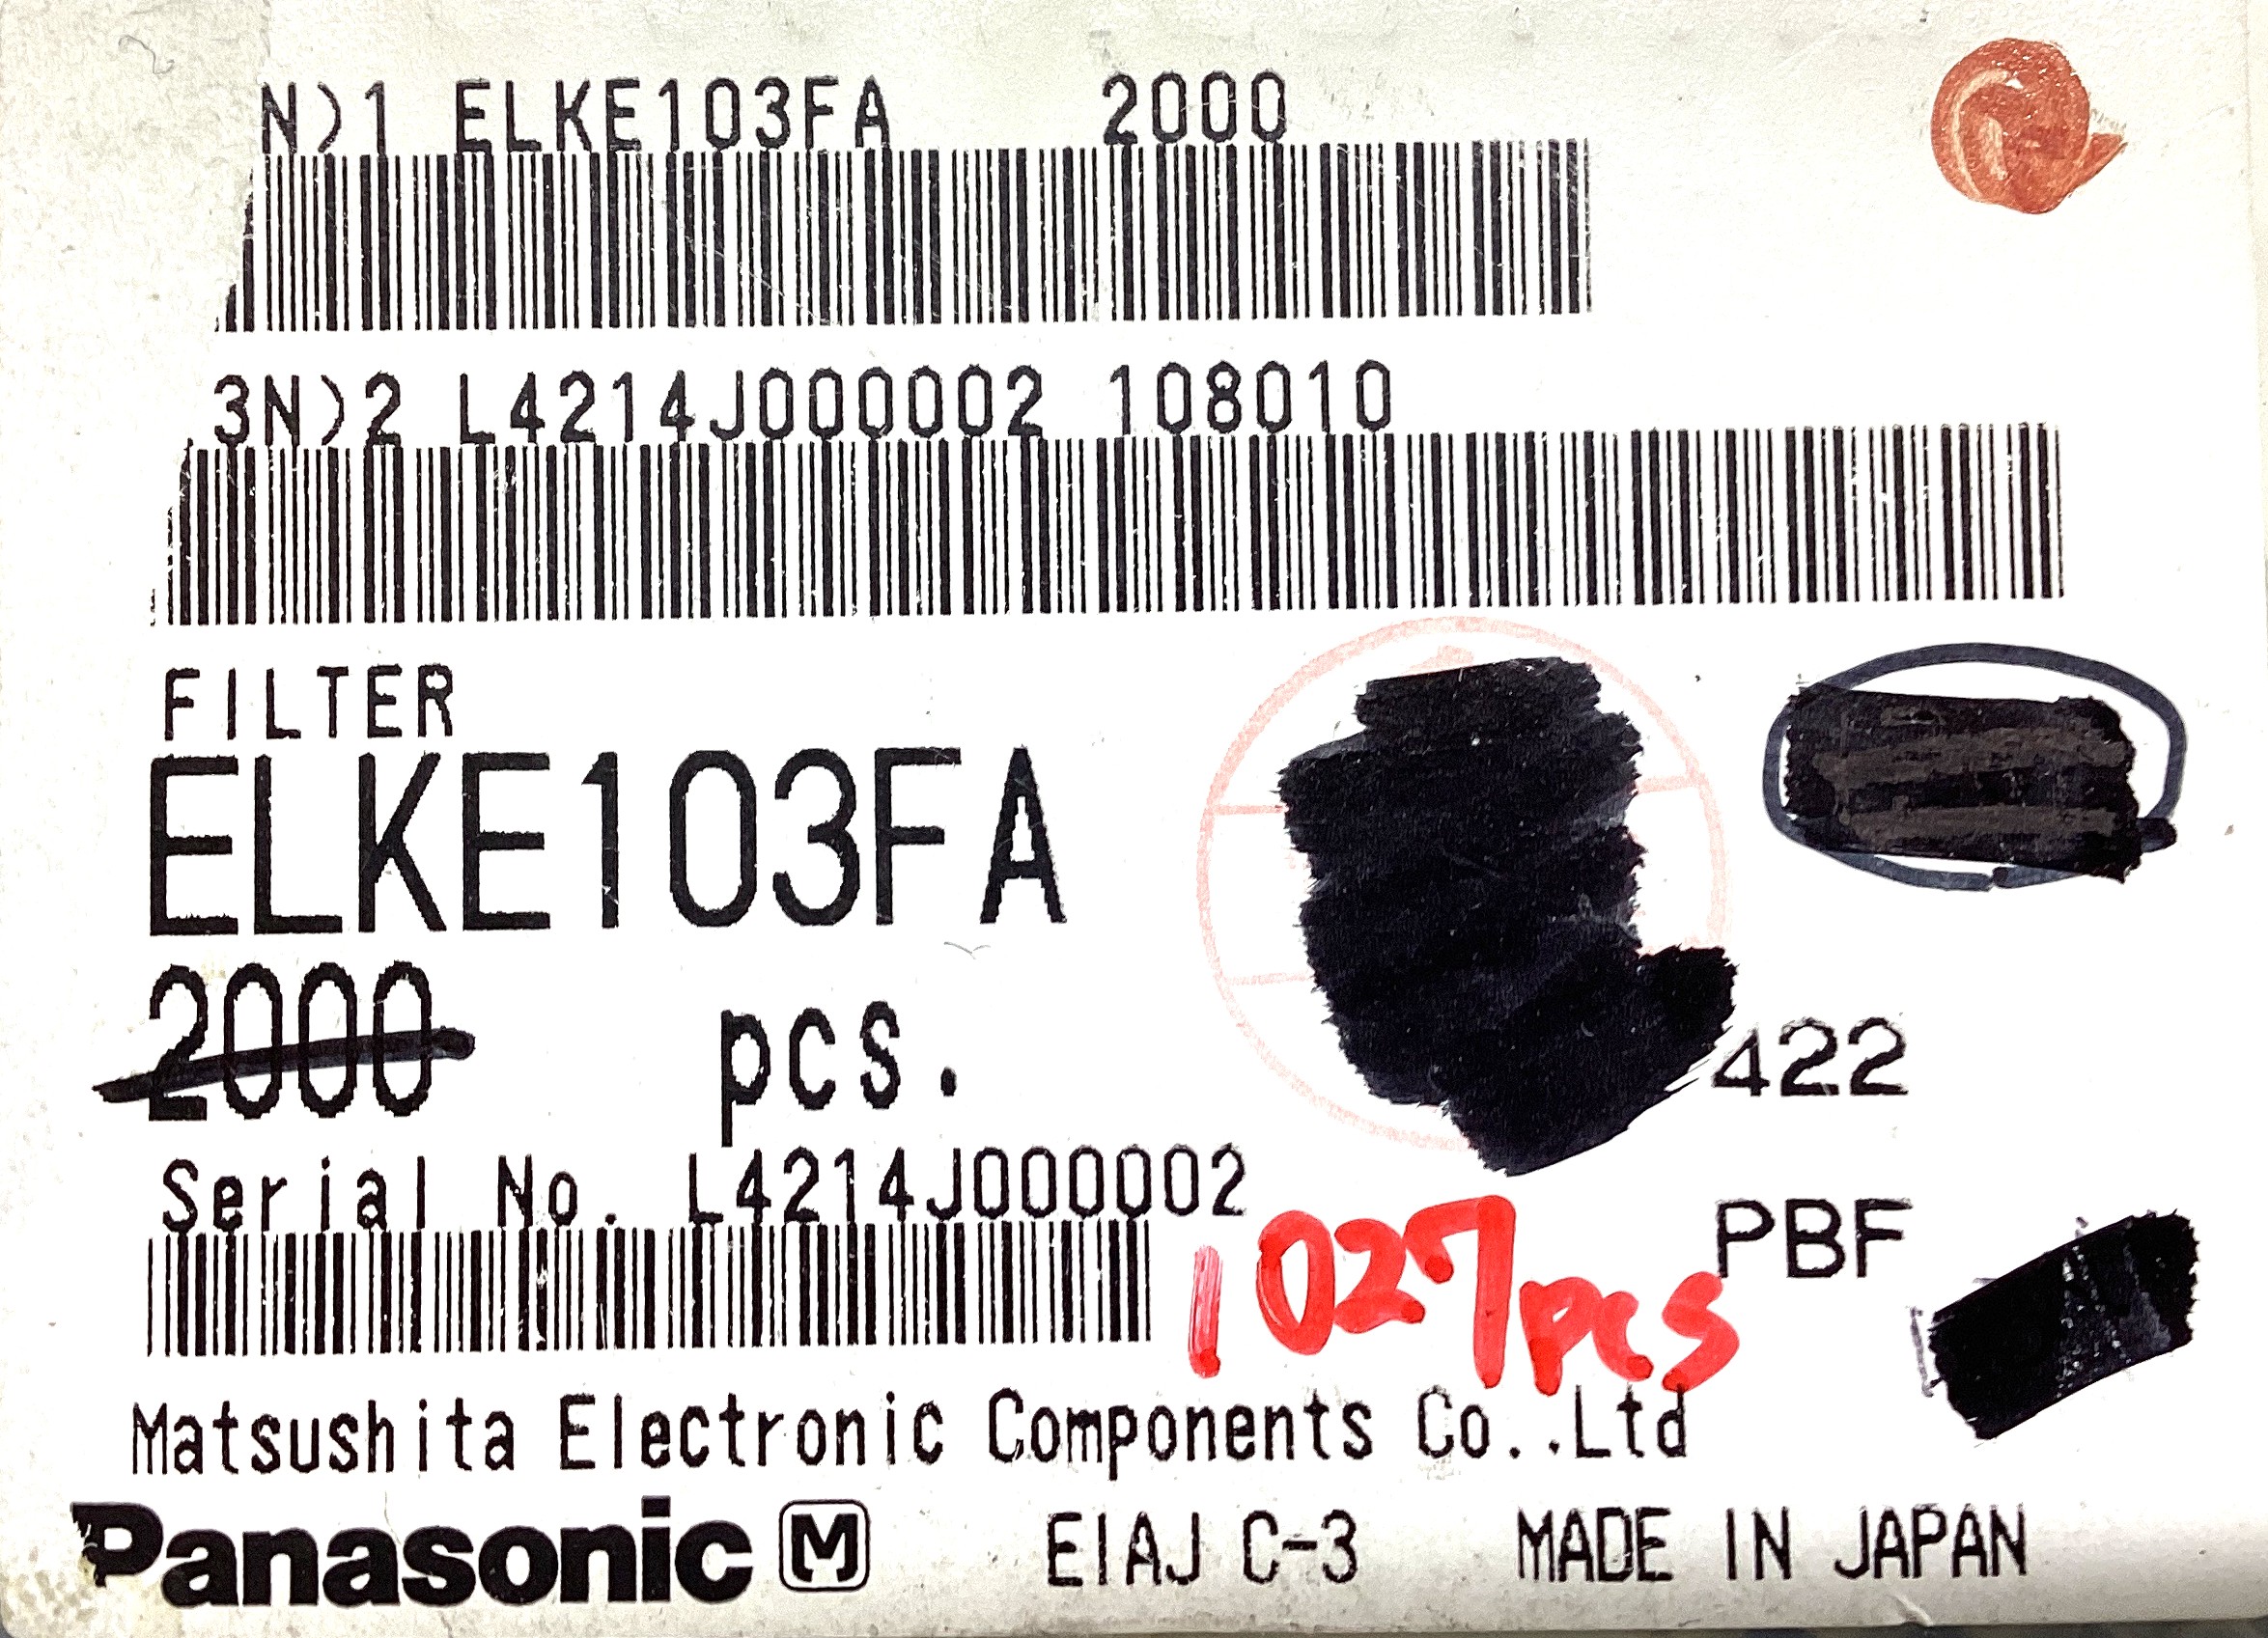 N)1 ELKE103FA 2000
3N)2 L4214J000002 108010
FILTER
ELKE103FA
2000 pcs.
422
Serial No. L4214J000002
PBF
1027pcs
Matsushita Electronic Components Co.,Ltd
Panasonic M EIAJ C-3 MADE IN JAPAN